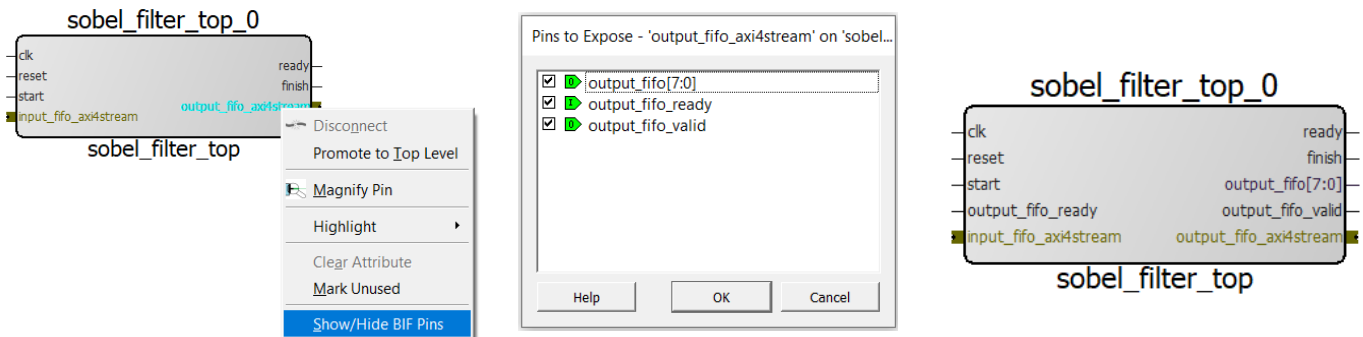 sobel_filter_top_0
clk
reset
start
input_fifo_axi4stream
ready
finish
output_fifo_axi4stream
sobel_filter_top
Disconnect
Promote to Top Level
Magnify Pin
Highlight
Clear Attribute
Mark Unused
Show/Hide BIF Pins
Pins to Expose - 'output_fifo_axi4stream' on 'sobel...
output_fifo[7:0]
output_fifo_ready
output_fifo_valid
Help OK Cancel
sobel_filter_top_0
clk
reset
start
output_fifo_ready
input_fifo_axi4stream
ready
finish
output_fifo[7:0]
output_fifo_valid
output_fifo_axi4stream
sobel_filter_top